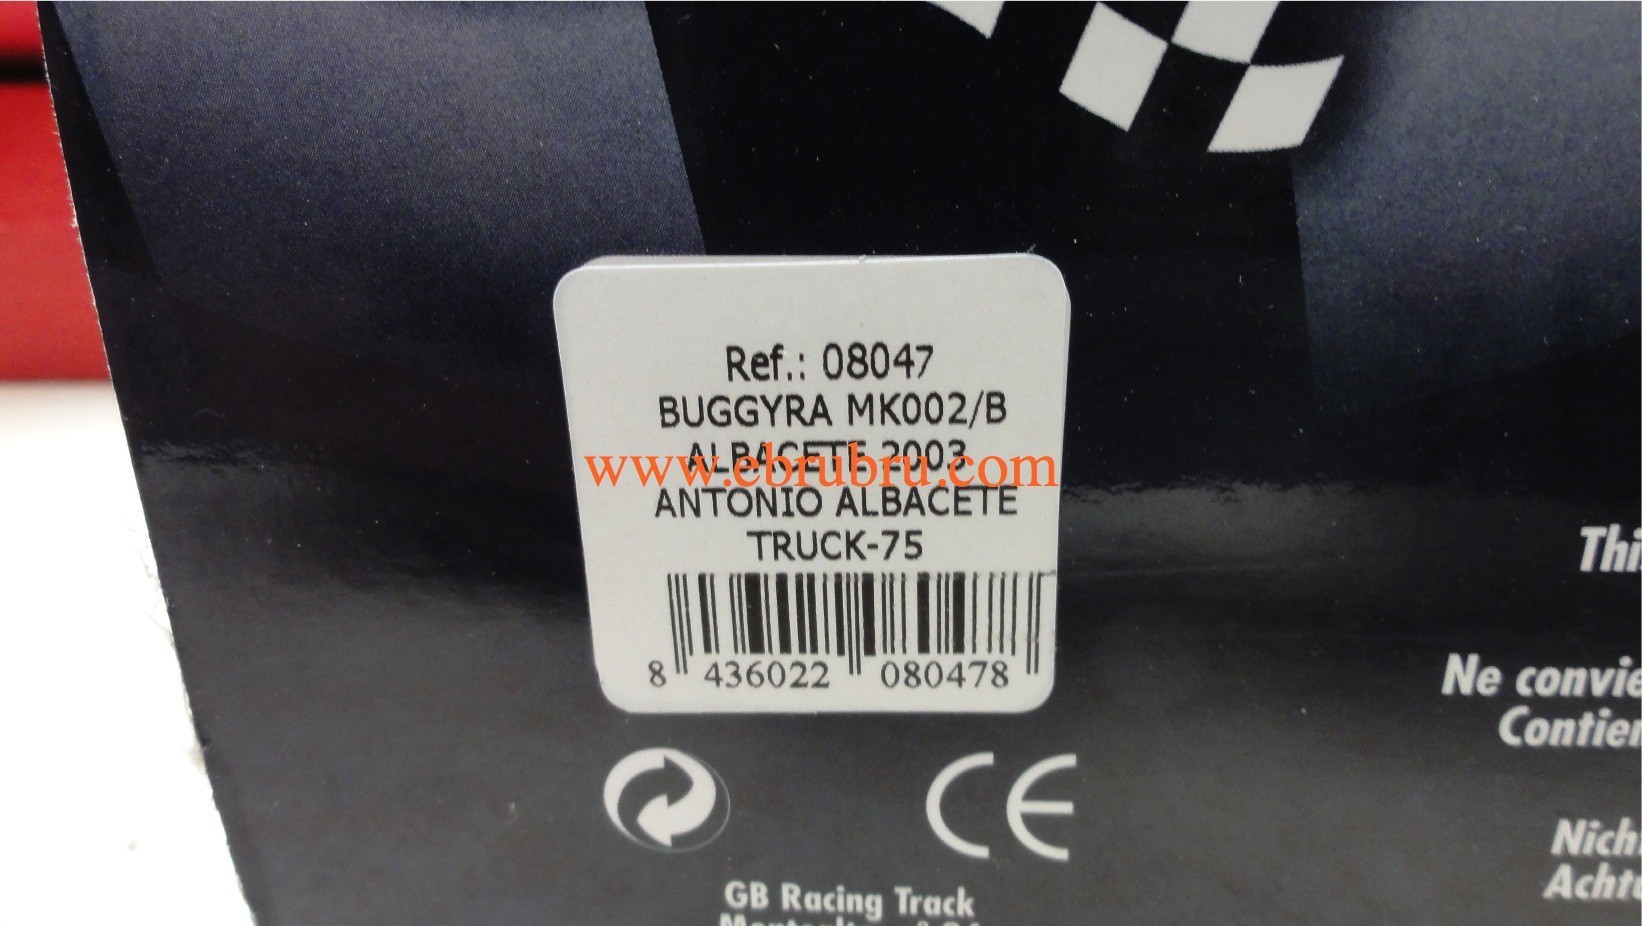 Ref.: 08047
BUGGYRA MK002/B
ALBACETE 2003
www.ebrubru.com
ANTONIO ALBACETE
TRUCK-75
8 436022 080478
CE
GB Racing Track
Thi
Ne convie
Contien
Nich
Acht